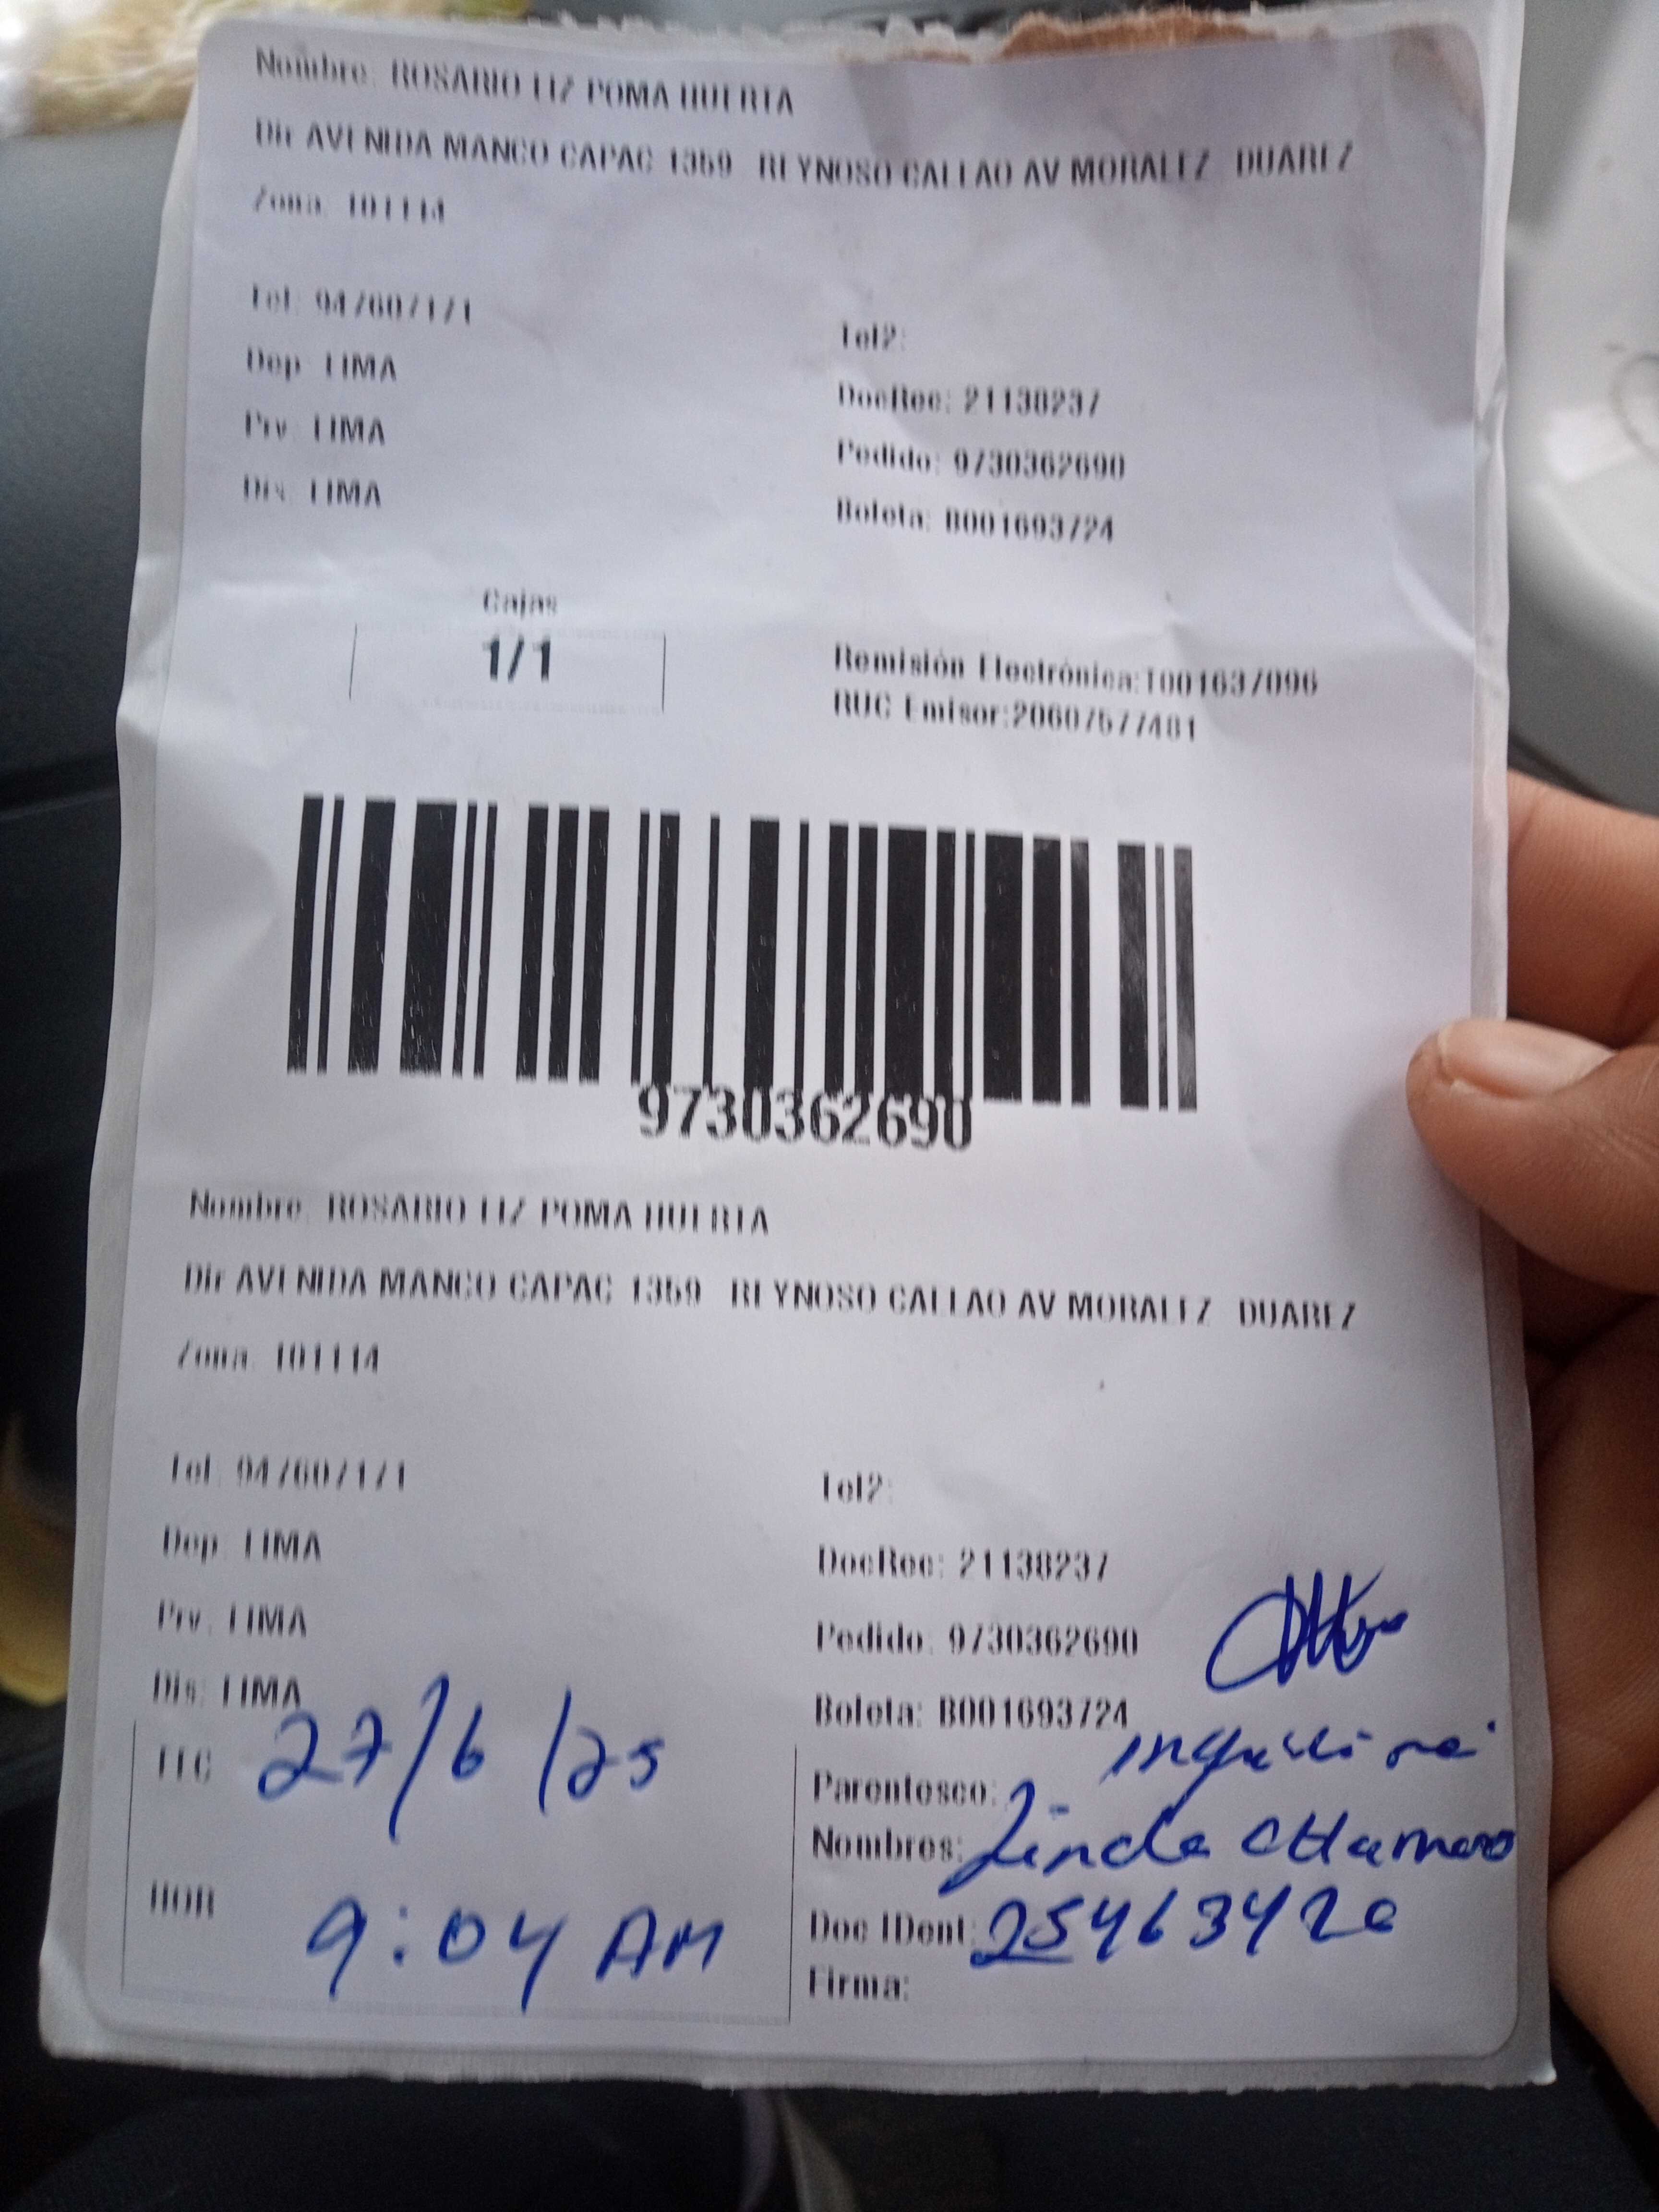 Nombre: ROSARIO LIZ POMA HUERTA
Dir AVENIDA MANCO CAPAC 1359 REYNOSO CALLAO AV MORALEZ DUAREZ
Zona: 101114
Tel: 947607171
Tel2:
Dep: LIMA
DocRec: 21138237
Prv: LIMA
Pedido: 9730362690
Dis: LIMA
Boleta: B001693724
Cajas
1/1
Remisión Electrónica:T001637096
RUC Emisor:20607577481
9730362690
Nombre: ROSARIO LIZ POMA HUERTA
Dir AVENIDA MANCO CAPAC 1359 REYNOSO CALLAO AV MORALEZ DUAREZ
Zona: 101114
Tel: 947607171
Tel2:
Dep: LIMA
DocRec: 21138237
Prv: LIMA
Pedido: 9730362690
Dis: LIMA
Boleta: B001693724
27/6/25
Parentesco: inquilina
Nombres: Linda
HOR 9:04 AM
Doc IDent:
Firma: